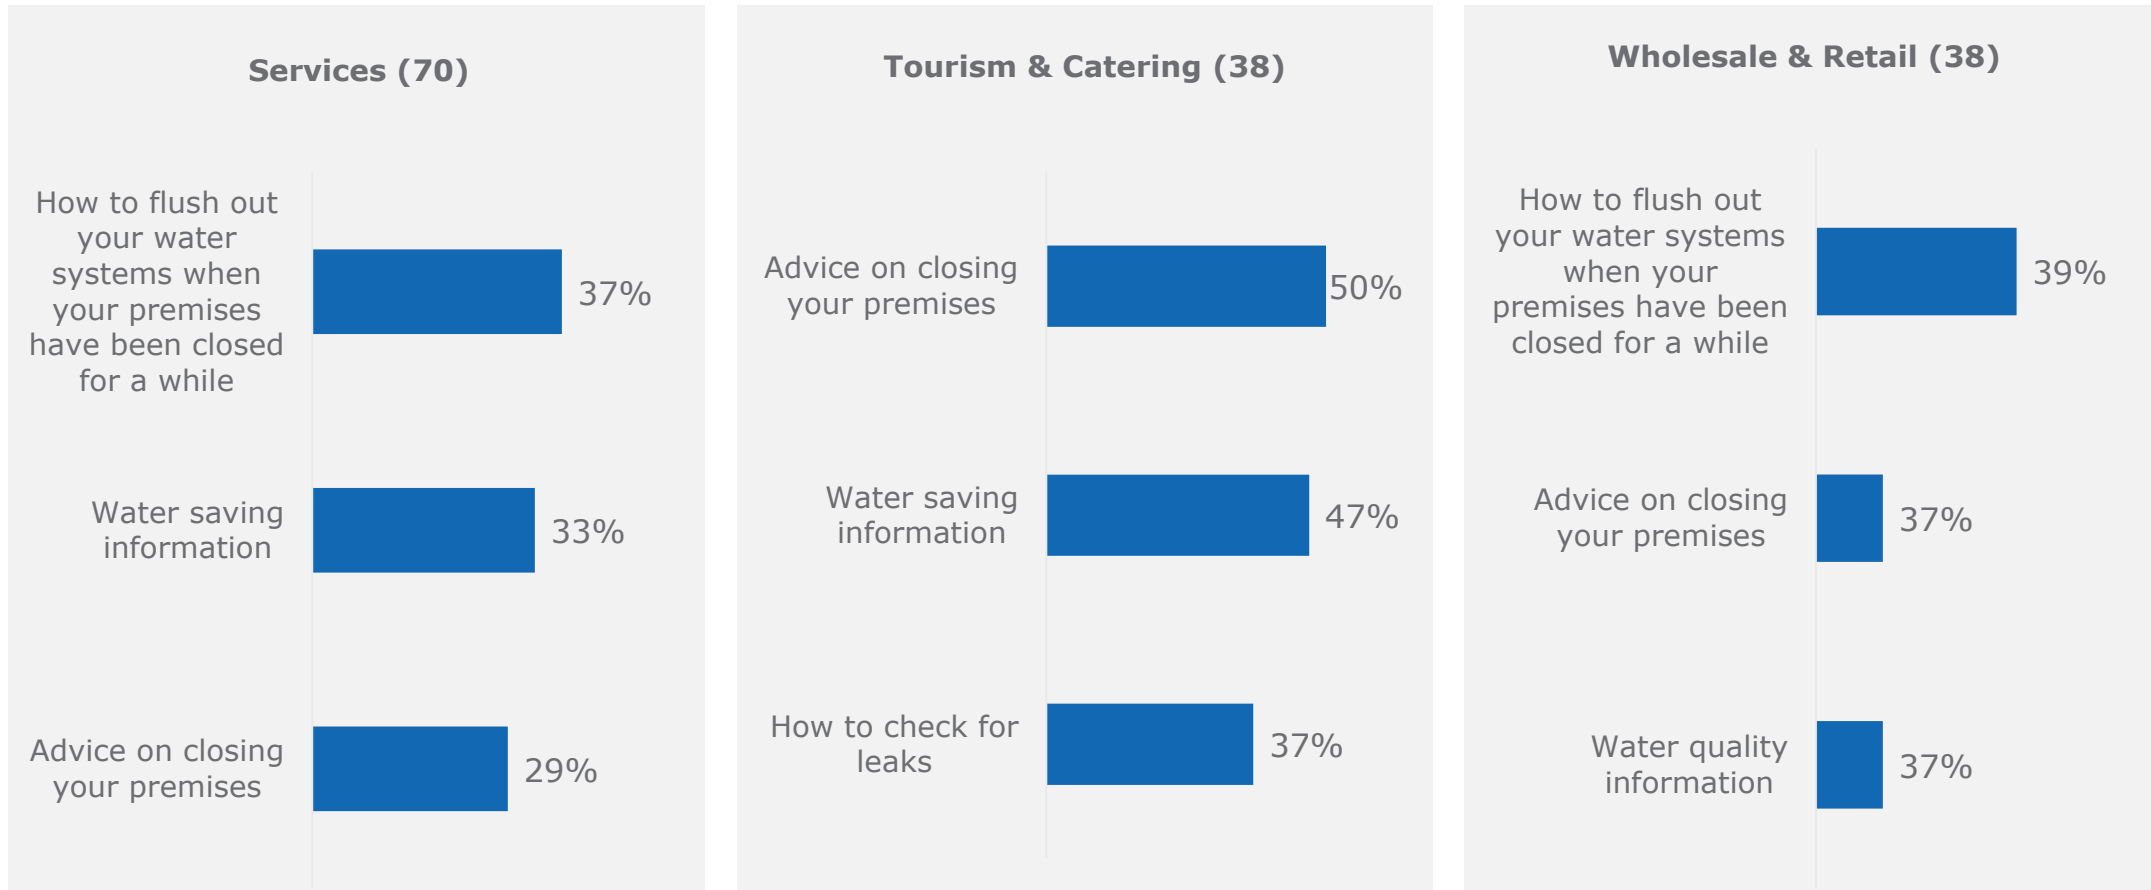 Services (70)
How to flush out
your water
systems when
your premises
have been closed
for a while
37%
Water saving
information
33%
Advice on closing
your premises
29%
Tourism & Catering (38)
Advice on closing
your premises
50%
Water saving
information
47%
How to check for
leaks
37%
Wholesale & Retail (38)
How to flush out
your water systems
when your
premises have been
closed for a while
39%
Advice on closing
your premises
37%
Water quality
information
37%